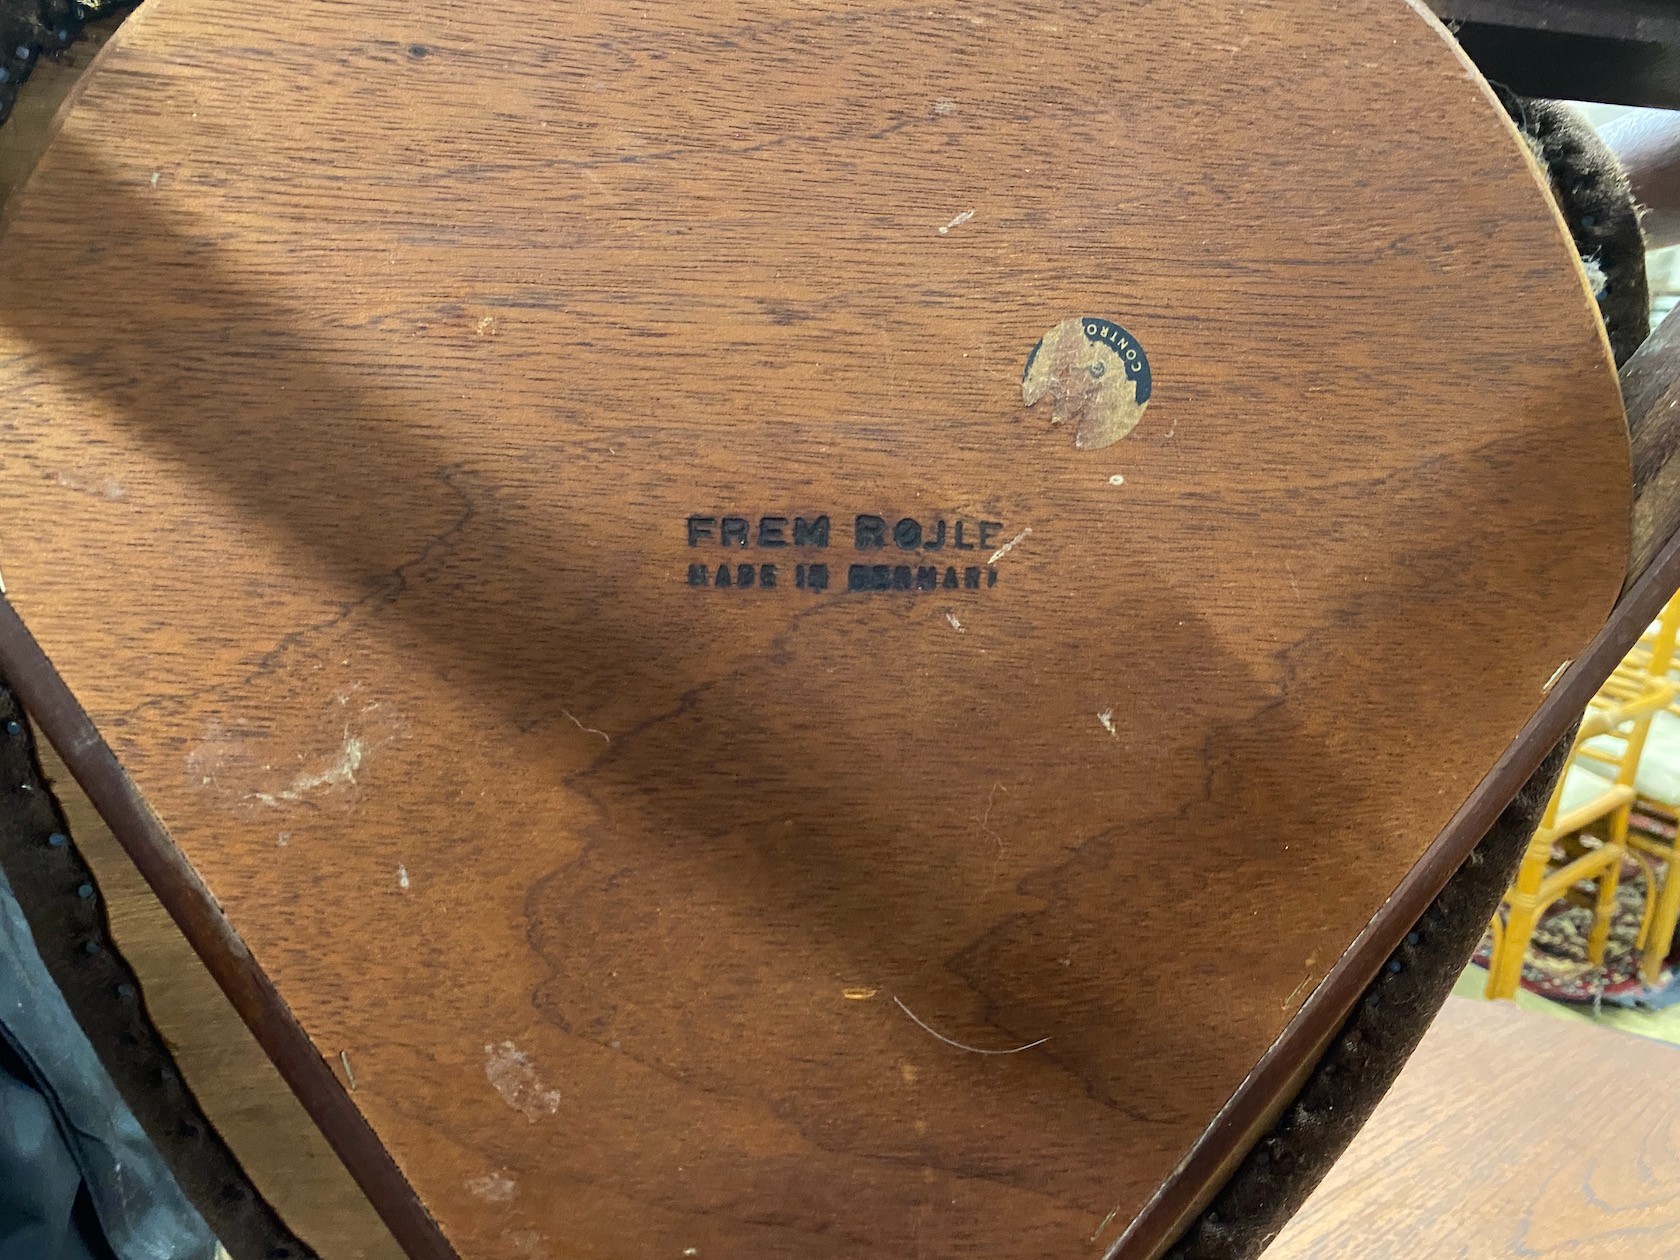 CONTRO
FREM RØJLE
MADE IN DENMARK